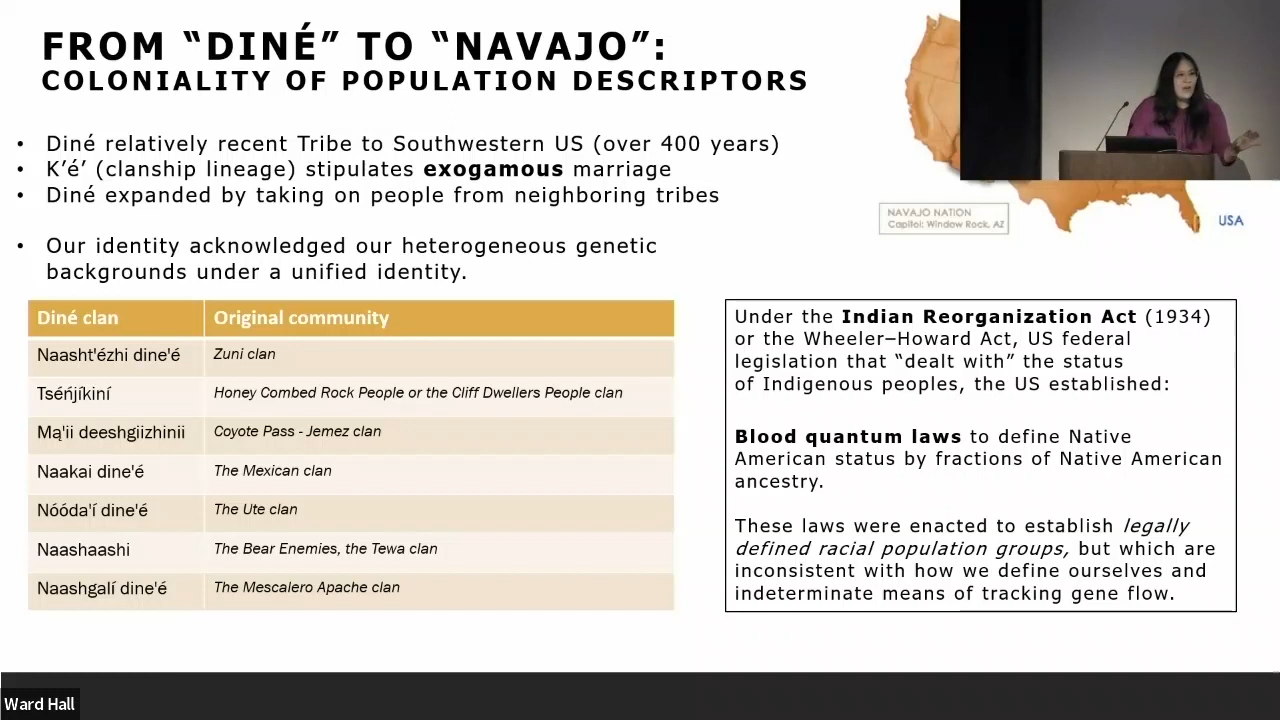 FROM “DINÉ” TO “NAVAJO”:
COLONIALITY OF POPULATION DESCRIPTORS
• Diné relatively recent Tribe to Southwestern US (over 400 years)
• K’é’ (clanship lineage) stipulates exogamous marriage
• Diné expanded by taking on people from neighboring tribes
• Our identity acknowledged our heterogeneous genetic
backgrounds under a unified identity.
NAVAJO NATION
Capitol: Window Rock, AZ
USA
Diné clan Original community
Naasht'ézhi dine'é Zuni clan
Tséńjíkiní Honey Combed Rock People or the Cliff Dwellers People clan
Mą'ii deeshgiizhinii Coyote Pass - Jemez clan
Naakai dine'é The Mexican clan
Nóóda'í dine'é The Ute clan
Naashaashi The Bear Enemies, the Tewa clan
Naashgalí dine'é The Mescalero Apache clan
Under the Indian Reorganization Act (1934)
or the Wheeler–Howard Act, US federal
legislation that “dealt with” the status
of Indigenous peoples, the US established:
Blood quantum laws to define Native
American status by fractions of Native American
ancestry.
These laws were enacted to establish legally
defined racial population groups, but which are
inconsistent with how we define ourselves and
indeterminate means of tracking gene flow.
Ward Hall